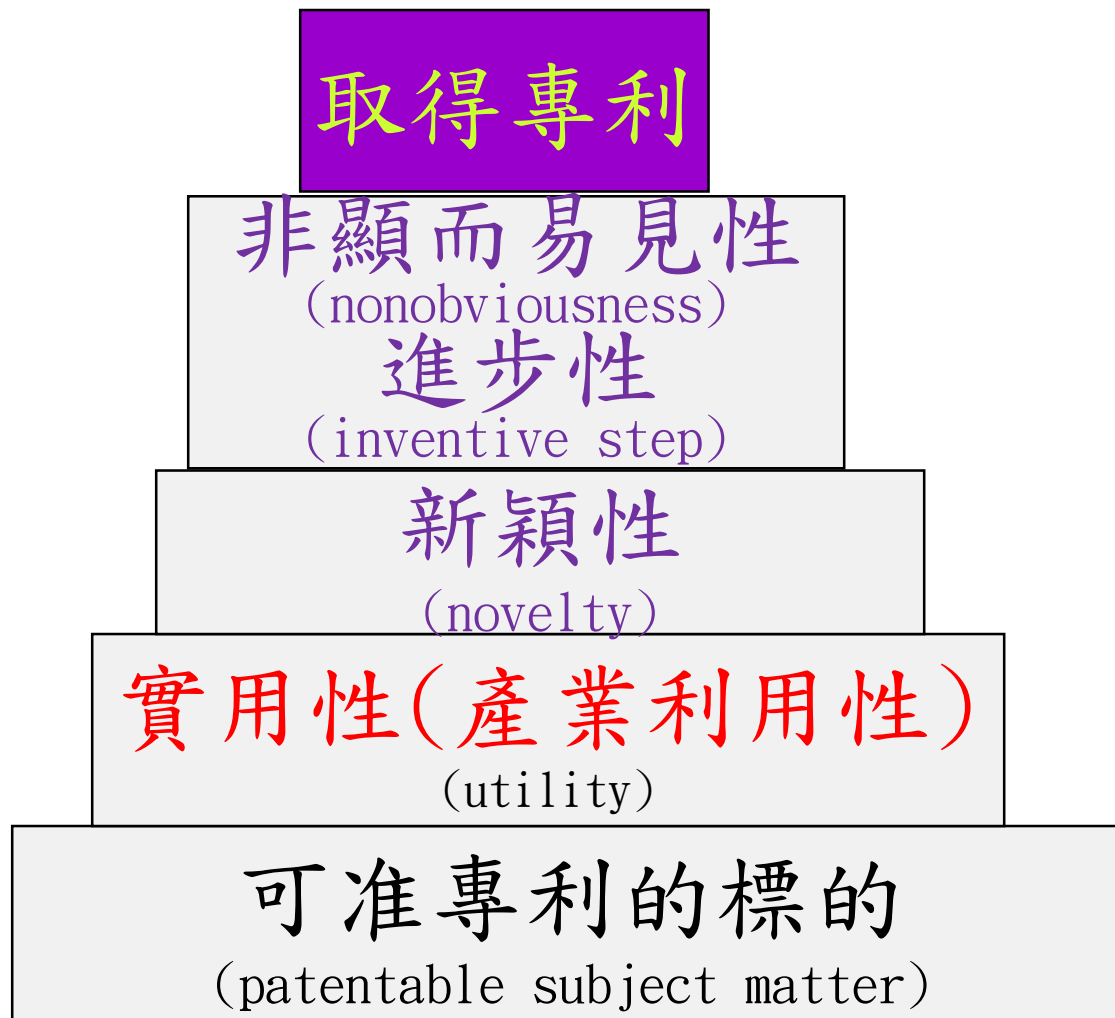 取得專利
非顯而易見性
(nonobviousness)
進步性
(inventive step)
新穎性
(novelty)
實用性(產業利用性)
(utility)
可准專利的標的
(patentable subject matter)